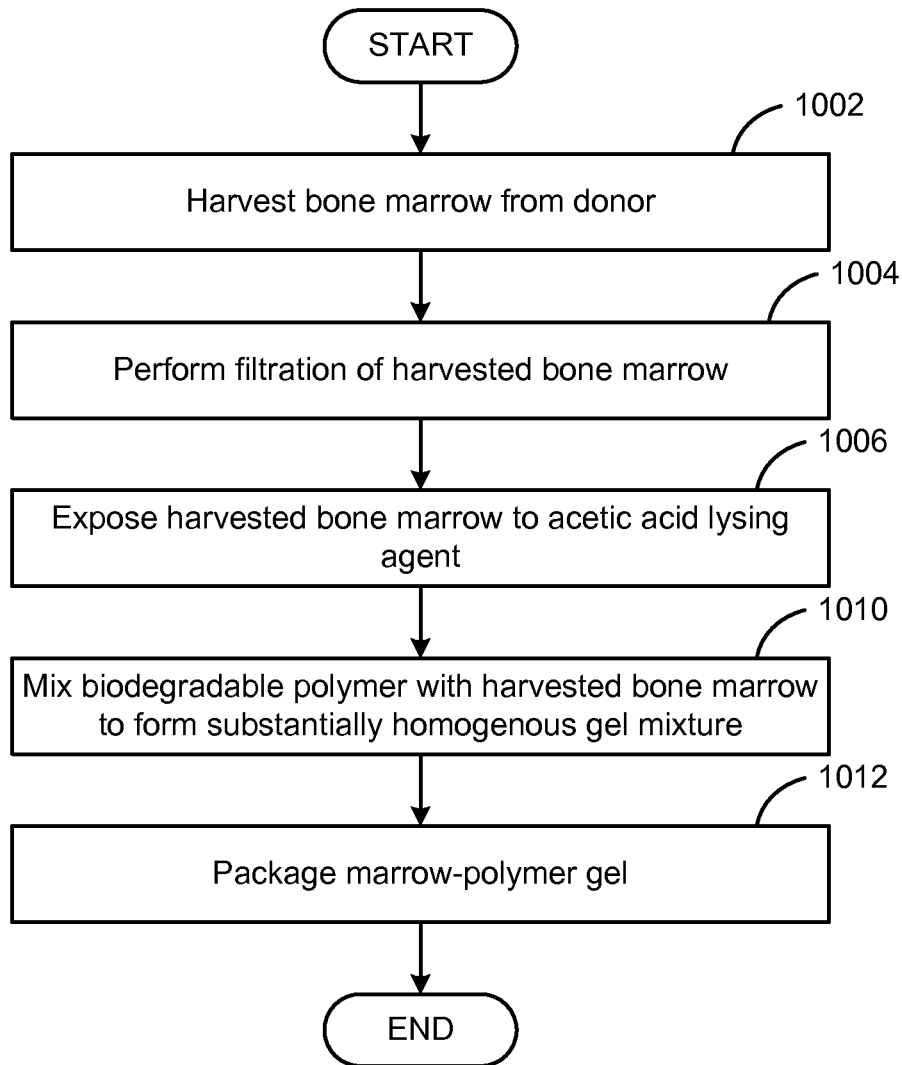 START
1002
Harvest bone marrow from donor
1004
Perform filtration of harvested bone marrow
1006
Expose harvested bone marrow to acetic acid lysing
agent
1010
Mix biodegradable polymer with harvested bone marrow
to form substantially homogenous gel mixture
1012
Package marrow-polymer gel
END